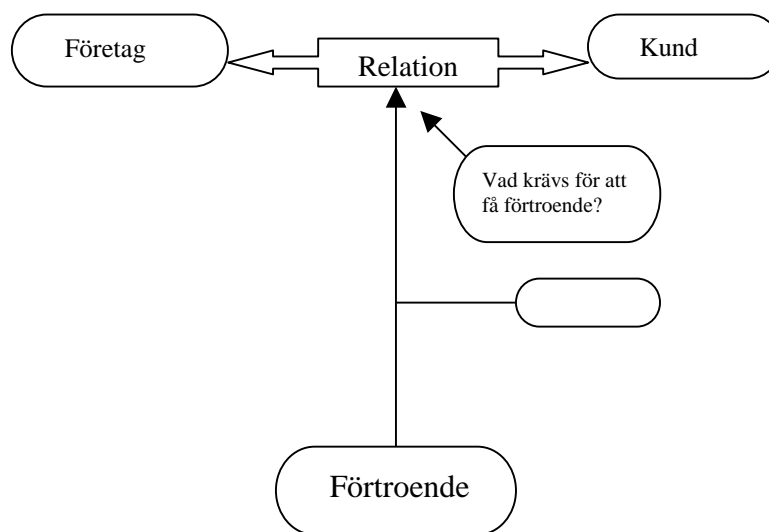 Företag
Relation
Kund
Vad krävs för att
få förtroende?
Förtroende